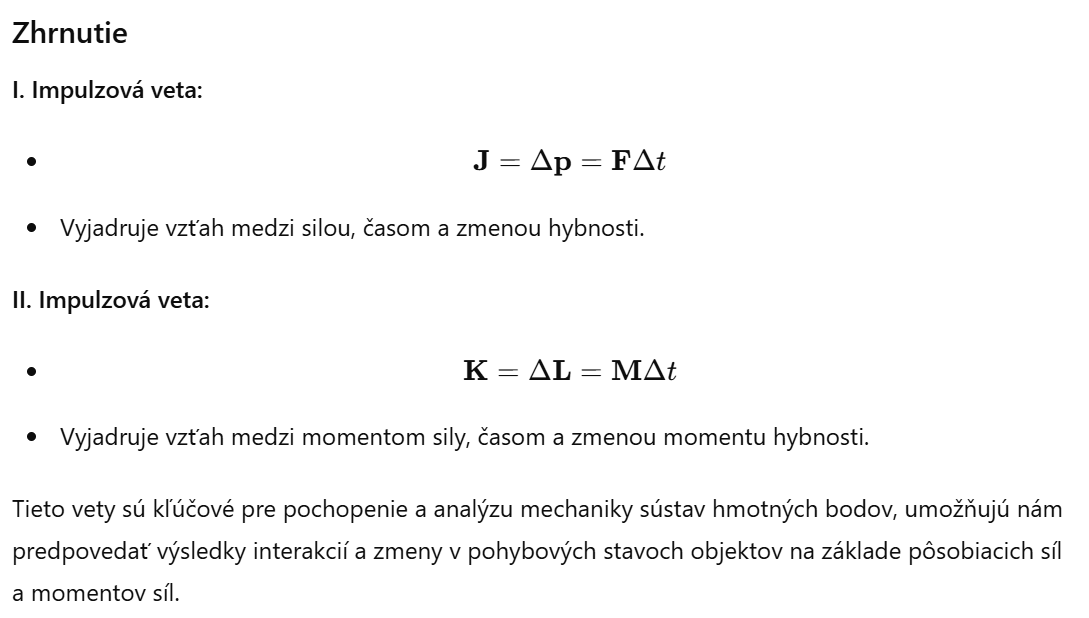 Zhrnutie
I. Impulzová veta:
• J = Δp = FΔt
• Vyjadruje vzťah medzi silou, časom a zmenou hybnosti.
II. Impulzová veta:
• K = ΔL = MΔt
• Vyjadruje vzťah medzi momentom sily, časom a zmenou momentu hybnosti.
Tieto vety sú kľúčové pre pochopenie a analýzu mechaniky sústav hmotných bodov, umožňujú nám
predpovedať výsledky interakcií a zmeny v pohybových stavoch objektov na základe pôsobiacich síl
a momentov síl.